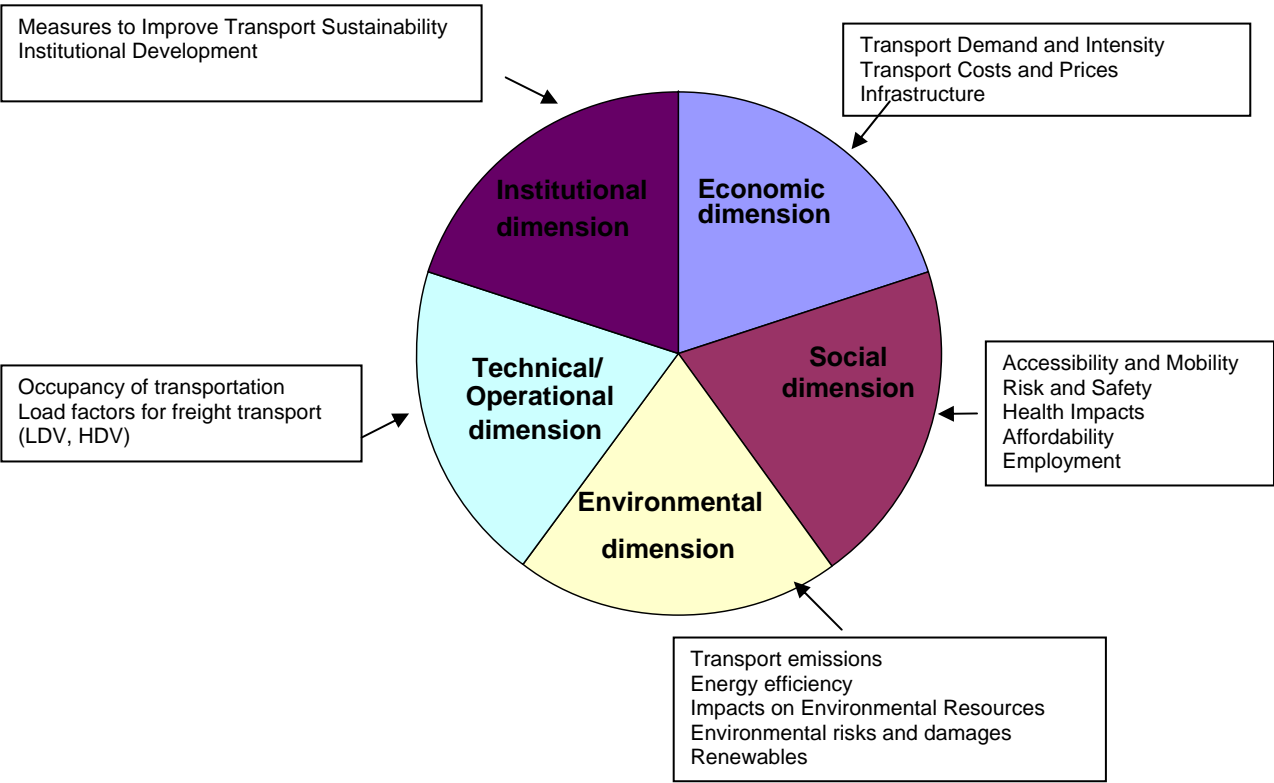 Measures to Improve Transport Sustainability
Institutional Development
Transport Demand and Intensity
Transport Costs and Prices
Infrastructure
Institutional
dimension
Economic
dimension
Technical/
Operational
dimension
Social
dimension
Environmental
dimension
Occupancy of transportation
Load factors for freight transport
(LDV, HDV)
Accessibility and Mobility
Risk and Safety
Health Impacts
Affordability
Employment
Transport emissions
Energy efficiency
Impacts on Environmental Resources
Environmental risks and damages
Renewables